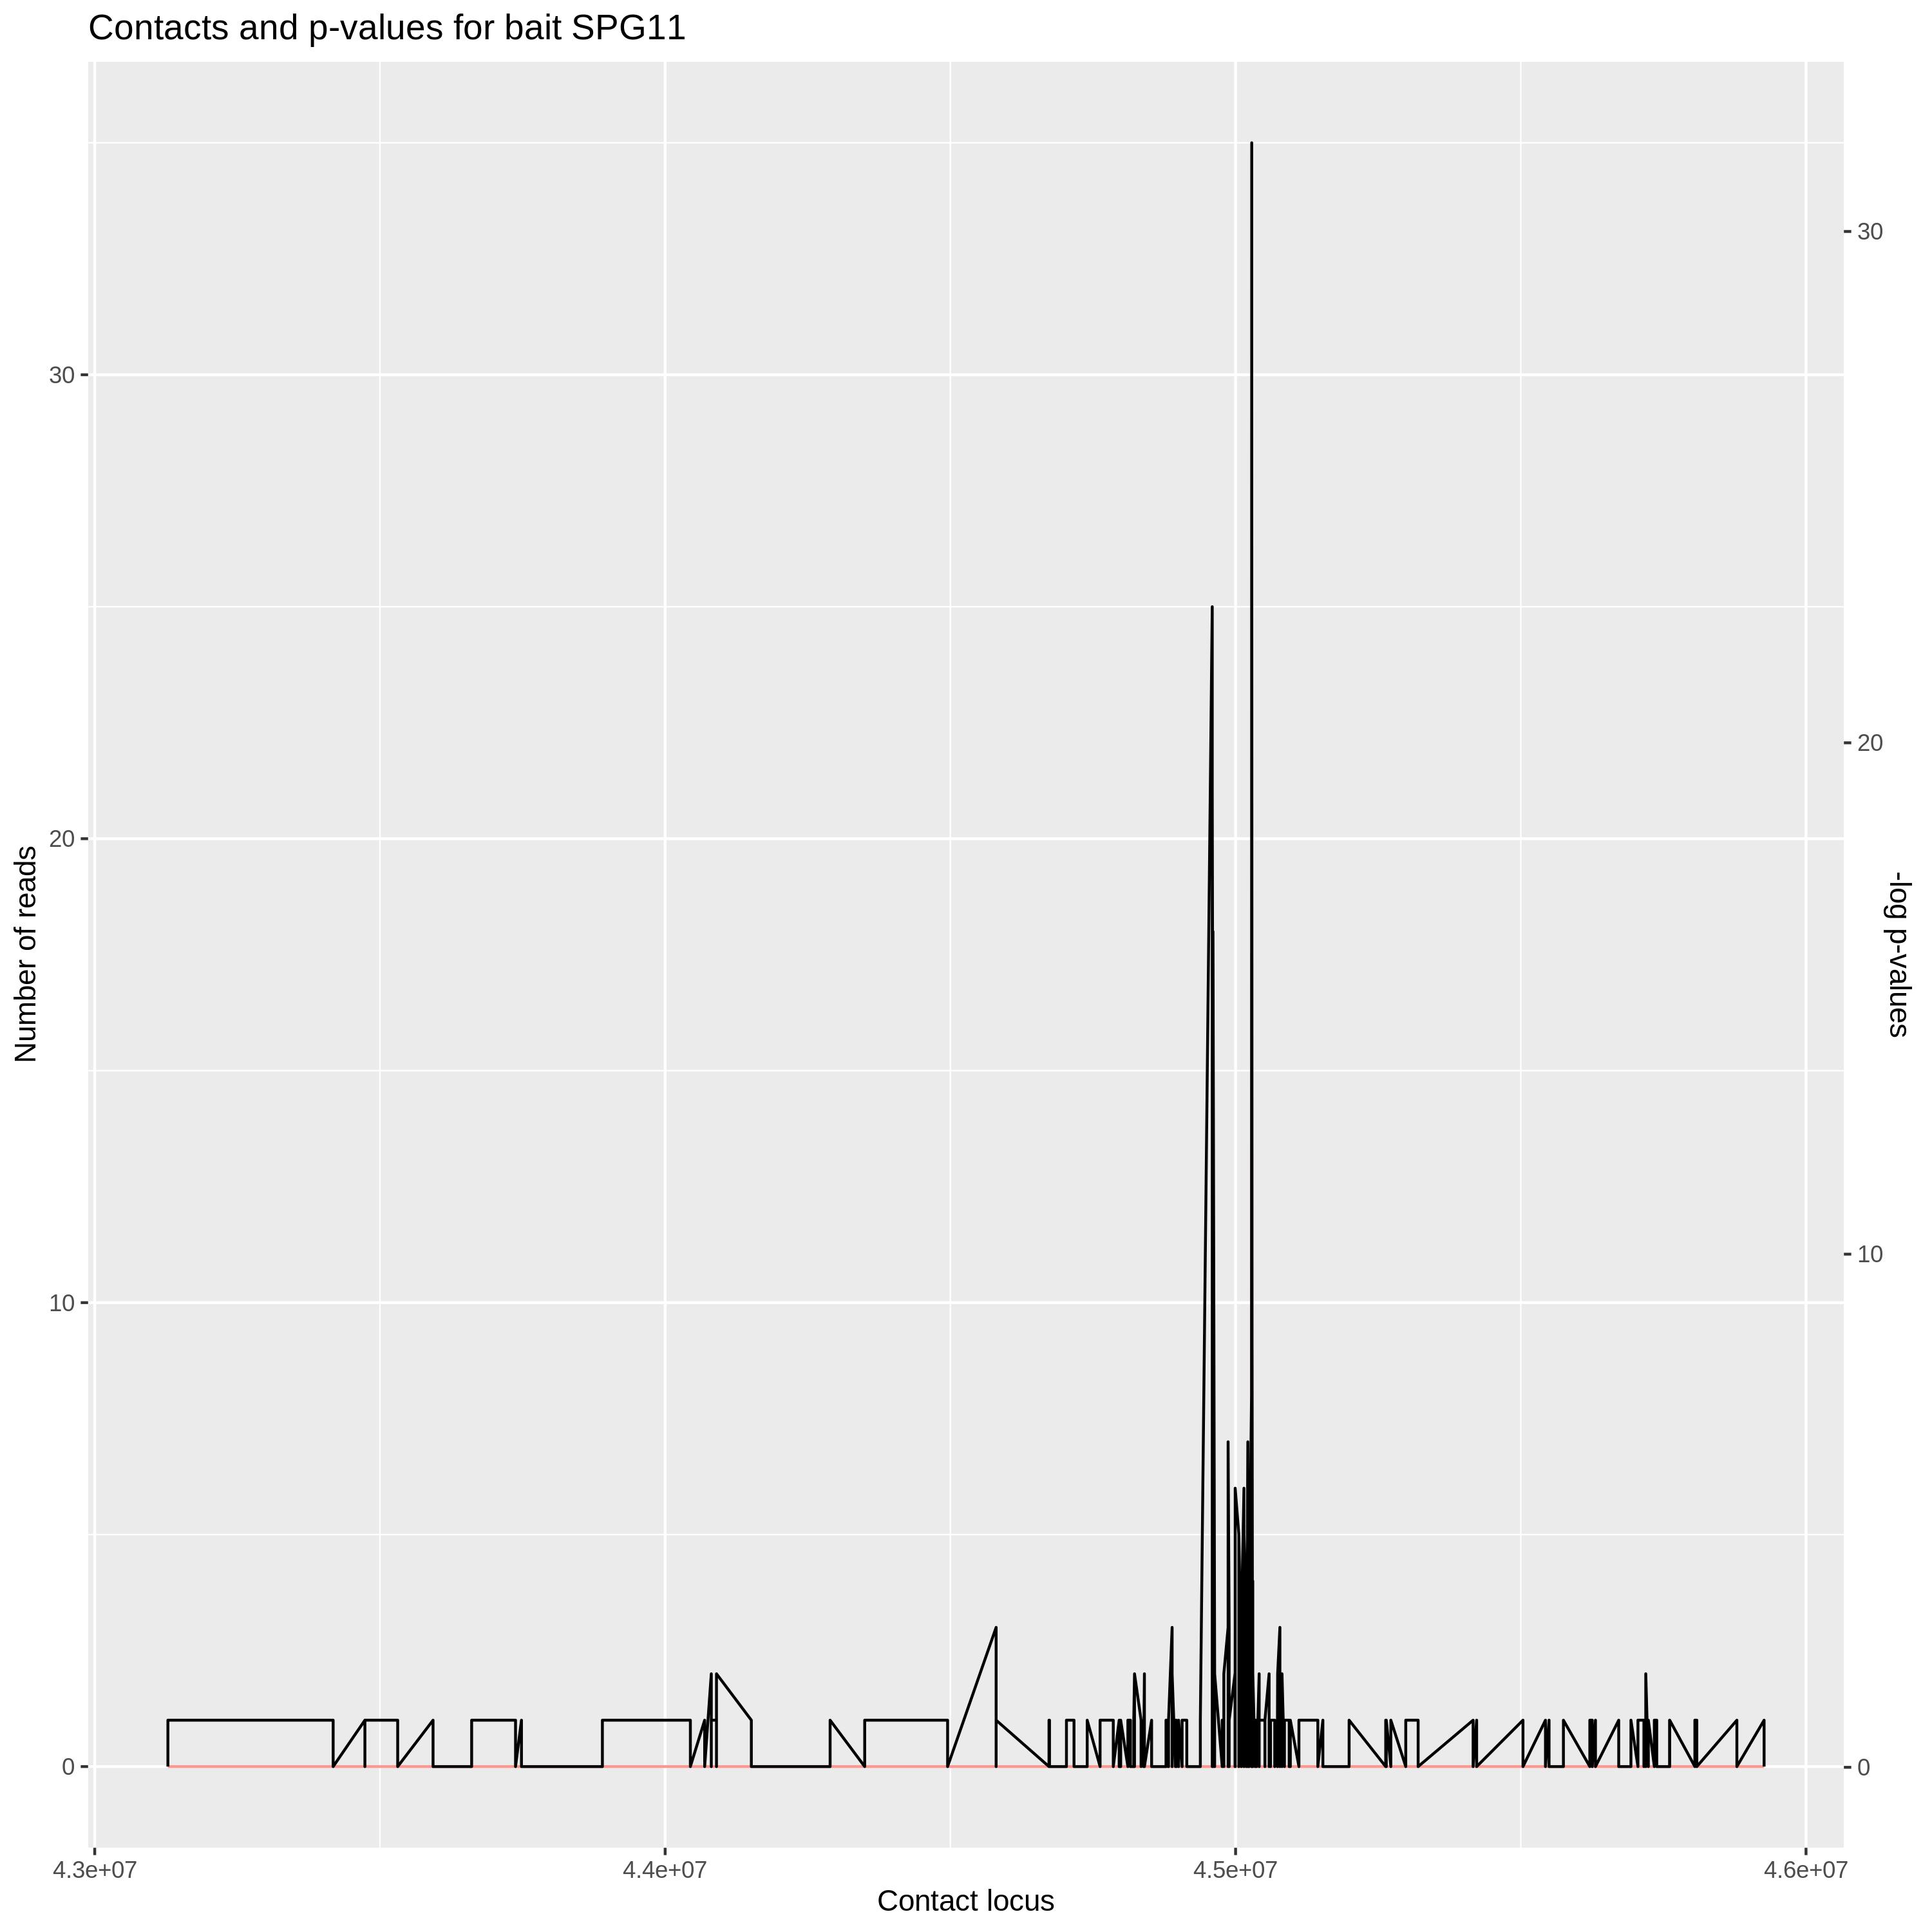 Contacts and p-values for bait SPG11
30
20
10
0
Number of reads
30
20
10
0
-log p-values
4.3e+07
4.4e+07
4.5e+07
4.6e+07
Contact locus